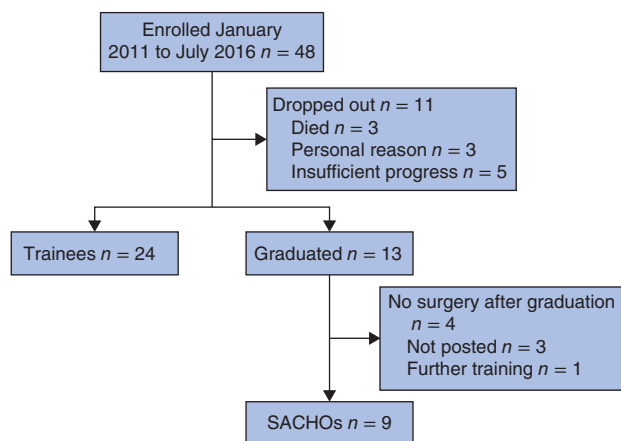 Enrolled January
2011 to July 2016 n = 48
Dropped out n = 11
Died n = 3
Personal reason n = 3
Insufficient progress n = 5
Trainees n = 24
Graduated n = 13
No surgery after graduation
n = 4
Not posted n = 3
Further training n = 1
SACHOs n = 9